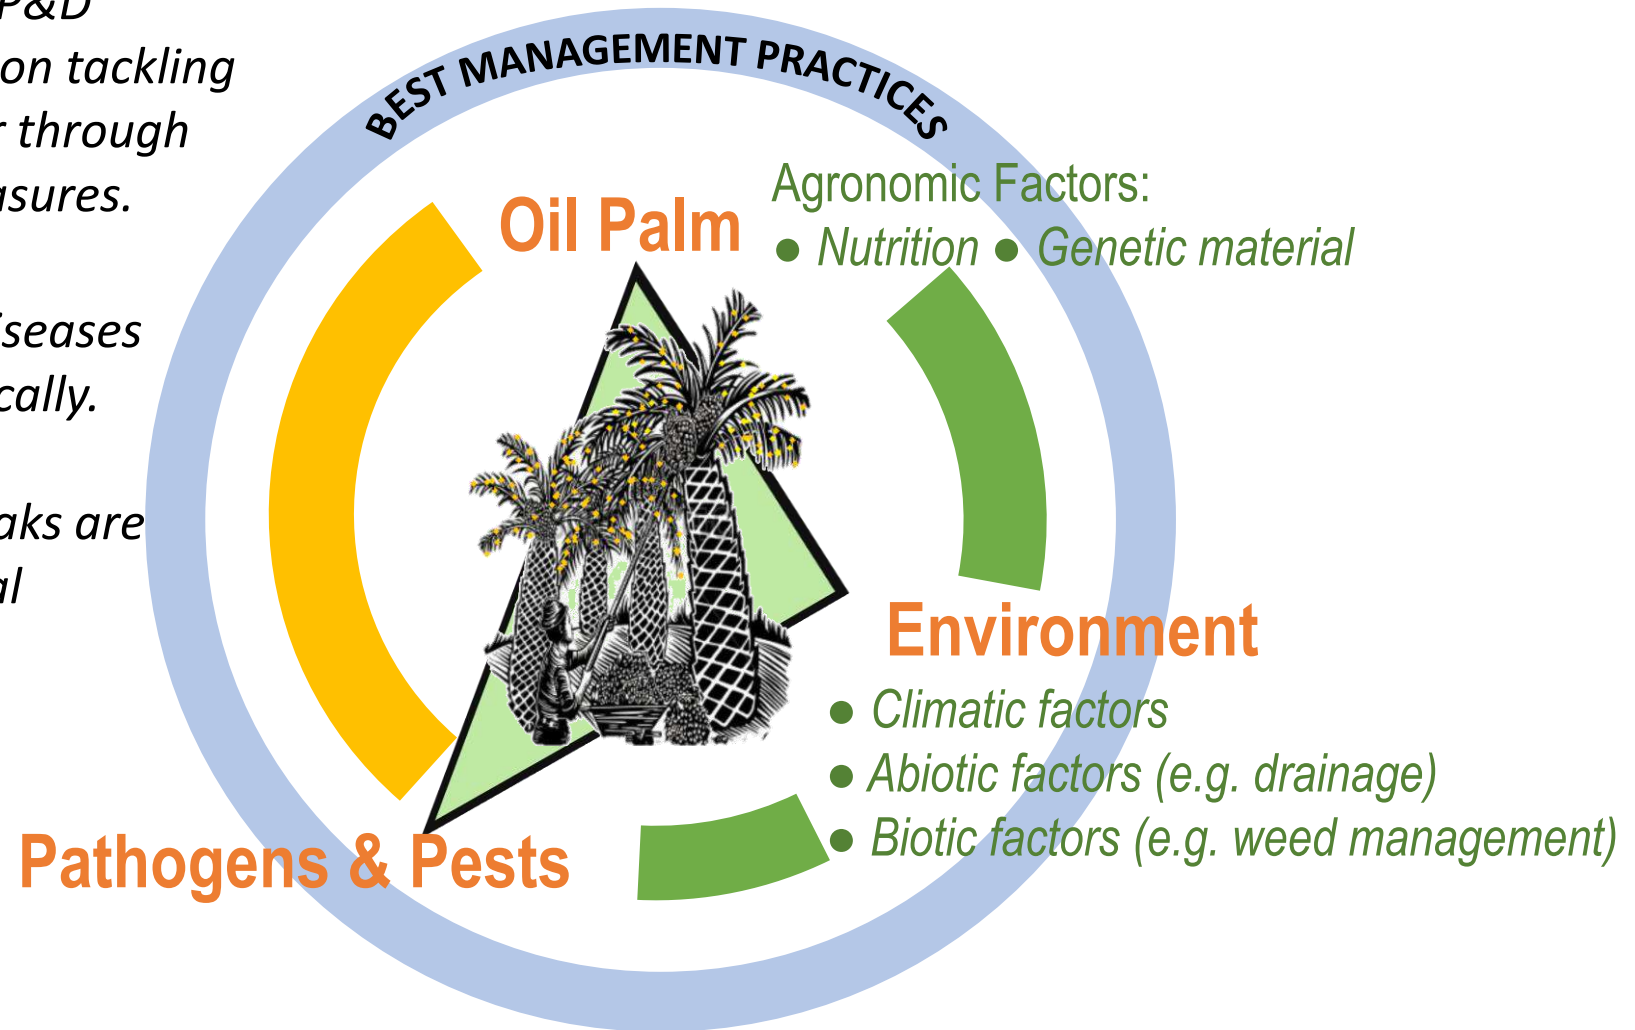 P&D
on tackling
through
asures.
iseases
cally.
aks are
al
BEST MANAGEMENT PRACTICES
Oil Palm
Agronomic Factors:
● Nutrition ● Genetic material
Environment
● Climatic factors
● Abiotic factors (e.g. drainage)
● Biotic factors (e.g. weed management)
Pathogens & Pests